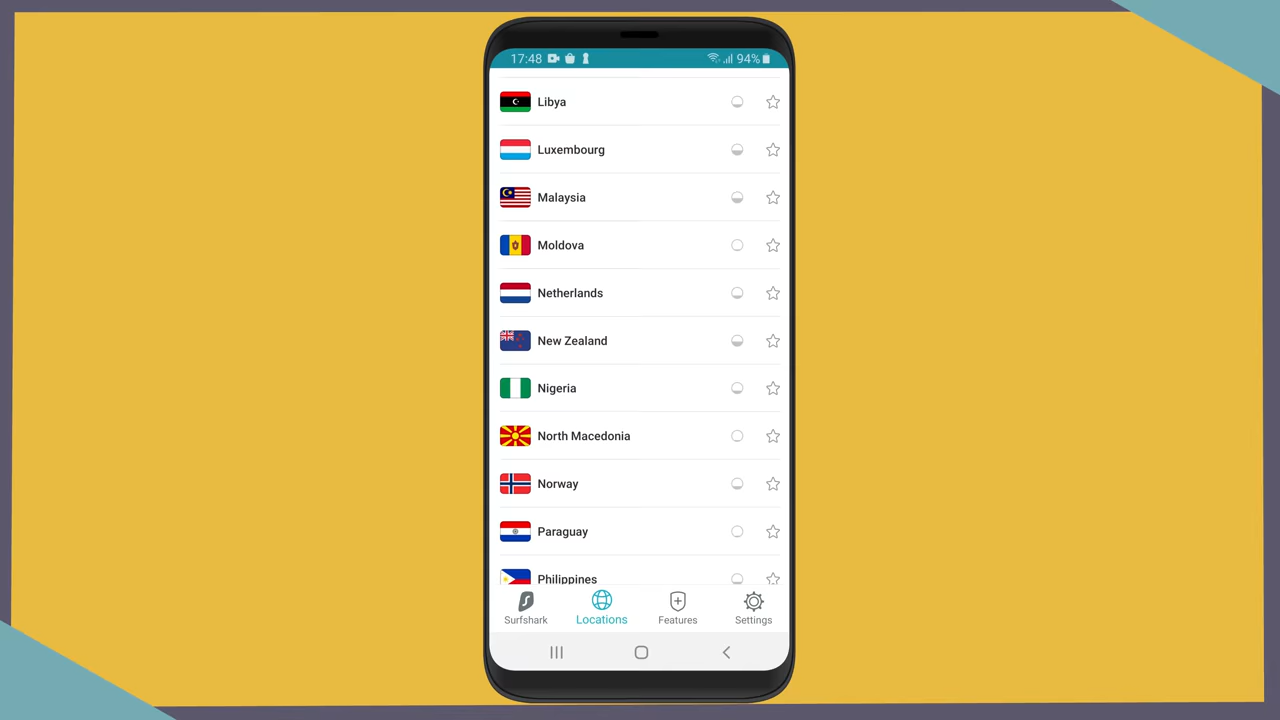 17:48 94%
Libya
Luxembourg
Malaysia
Moldova
Netherlands
New Zealand
Nigeria
North Macedonia
Norway
Paraguay
Philippines
Surfshark Locations Features Settings